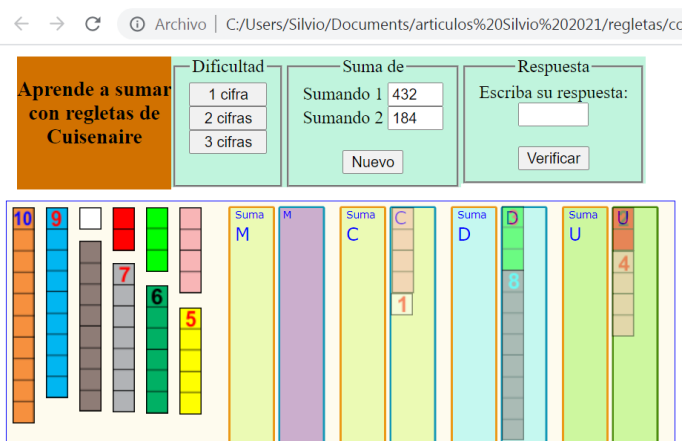 Archivo | C:/Users/Silvio/Documents/articulos%20Silvio%202021/regletas/co
Aprende a sumar
con regletas de
Cuisenaire
Dificultad
1 cifra
2 cifras
3 cifras
Suma de
Sumando 1 432
Sumando 2 184
Nuevo
Respuesta
Escriba su respuesta:
Verificar
10 9 7 6 5
Suma M
M
Suma C
C
1
Suma D
D
8
Suma U
U
4